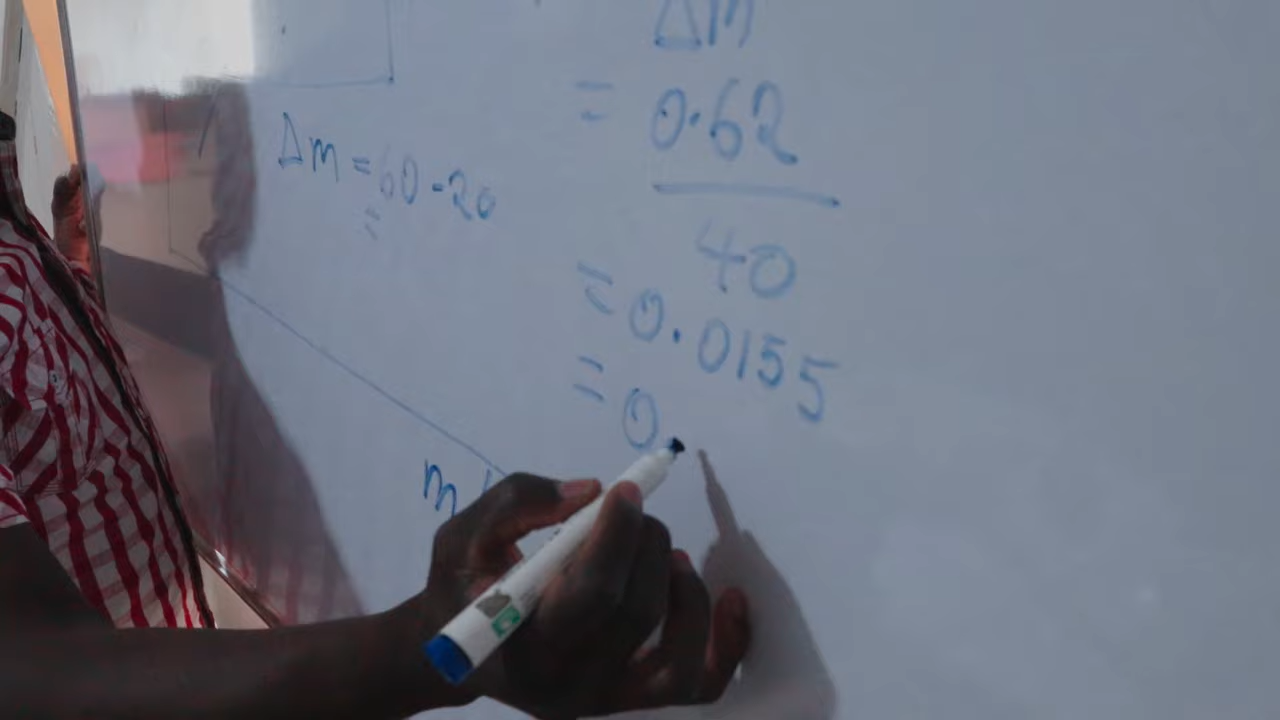 Δm
= 0.62
40
= 0.0155
= 0
Δm = 60-20
=
m